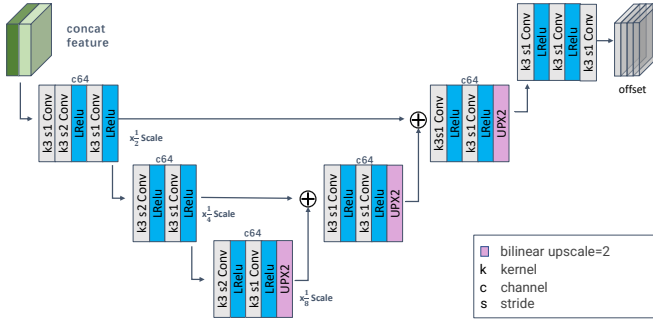 concat
feature
c64
k3 s1 Conv
k3 s2 Conv
LRelu
k3 s1 Conv
LRelu
x1/2 Scale
c64
k3 s2 Conv
LRelu
k3 s1 Conv
LRelu
x1/4 Scale
c64
k3 s2 Conv
LRelu
k3 s1 Conv
LRelu
UPX2
x1/8 Scale
c64
k3 s1 Conv
LRelu
k3 s1 Conv
LRelu
UPX2
c64
k3s1 Conv
LRelu
k3 s1 Conv
LRelu
UPX2
k3 s1 Conv
LRelu
k3 s1 Conv
LRelu
k3 s1 Conv
offset
bilinear upscale=2
k kernel
c channel
s stride